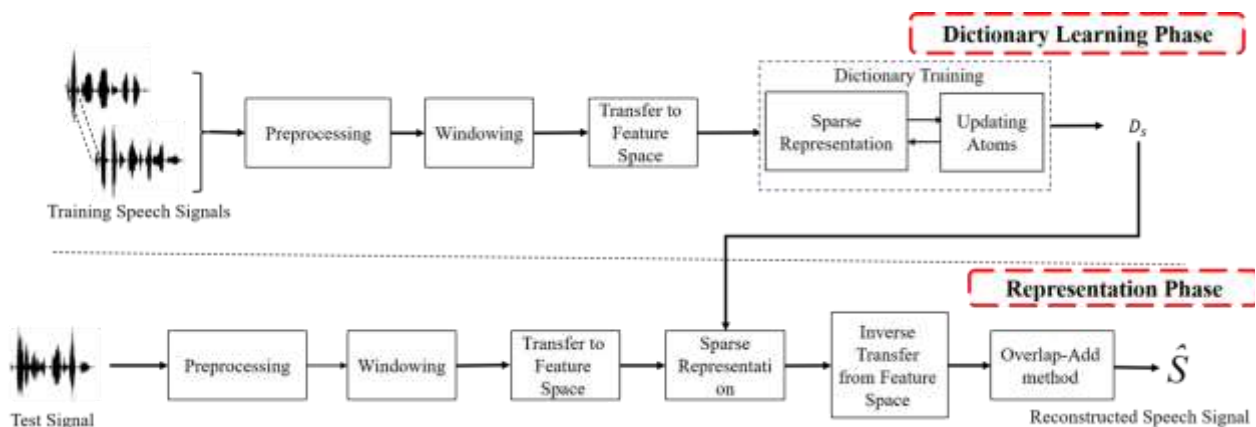 Dictionary Learning Phase
Dictionary Training
Preprocessing
Windowing
Transfer to
Feature
Space
Sparse
Representation
Updating
Atoms
D_s
Training Speech Signals
Representation Phase
Preprocessing
Windowing
Transfer to
Feature
Space
Sparse
Representati
on
Inverse
Transfer
from Feature
Space
Overlap-Add
method
Ŝ
Test Signal
Reconstructed Speech Signal